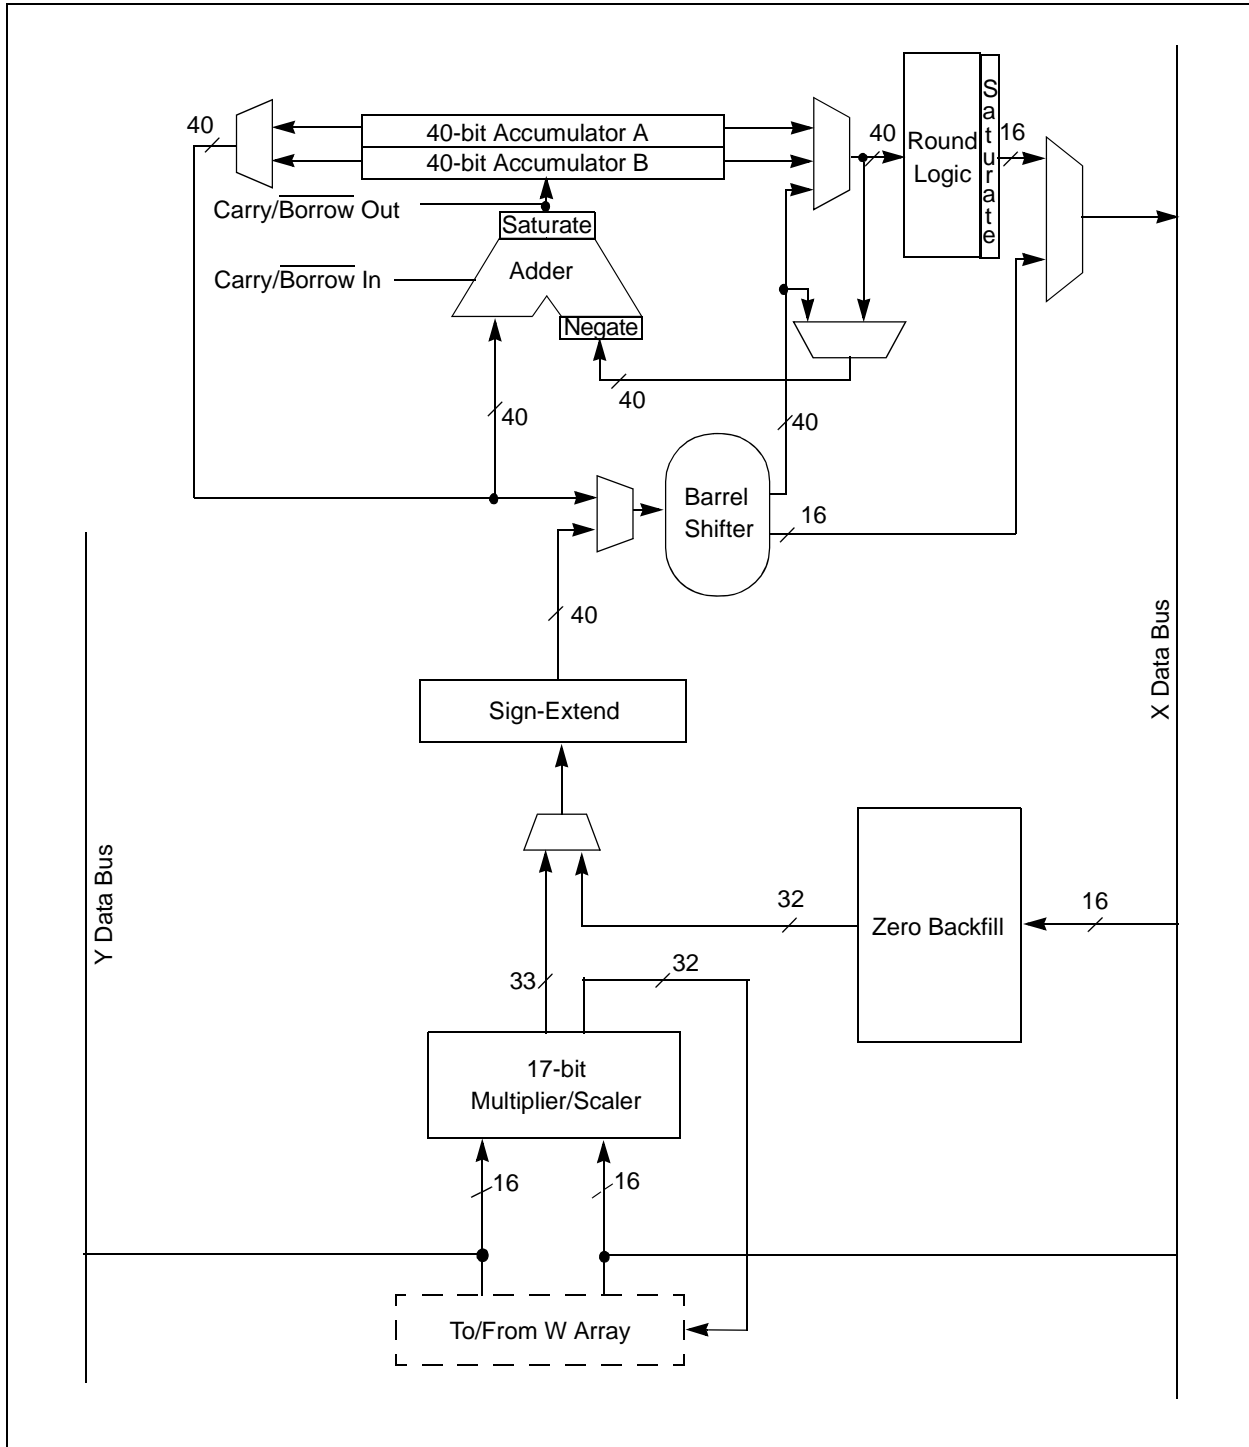 40
40-bit Accumulator A
40-bit Accumulator B
40
Round
Logic
Saturate
16
Carry/Borrow Out
Saturate
Carry/Borrow In
Adder
Negate
40
40
40
Barrel
Shifter
16
40
Sign-Extend
X Data Bus
Y Data Bus
32
Zero Backfill
16
33
32
17-bit
Multiplier/Scaler
16
16
To/From W Array